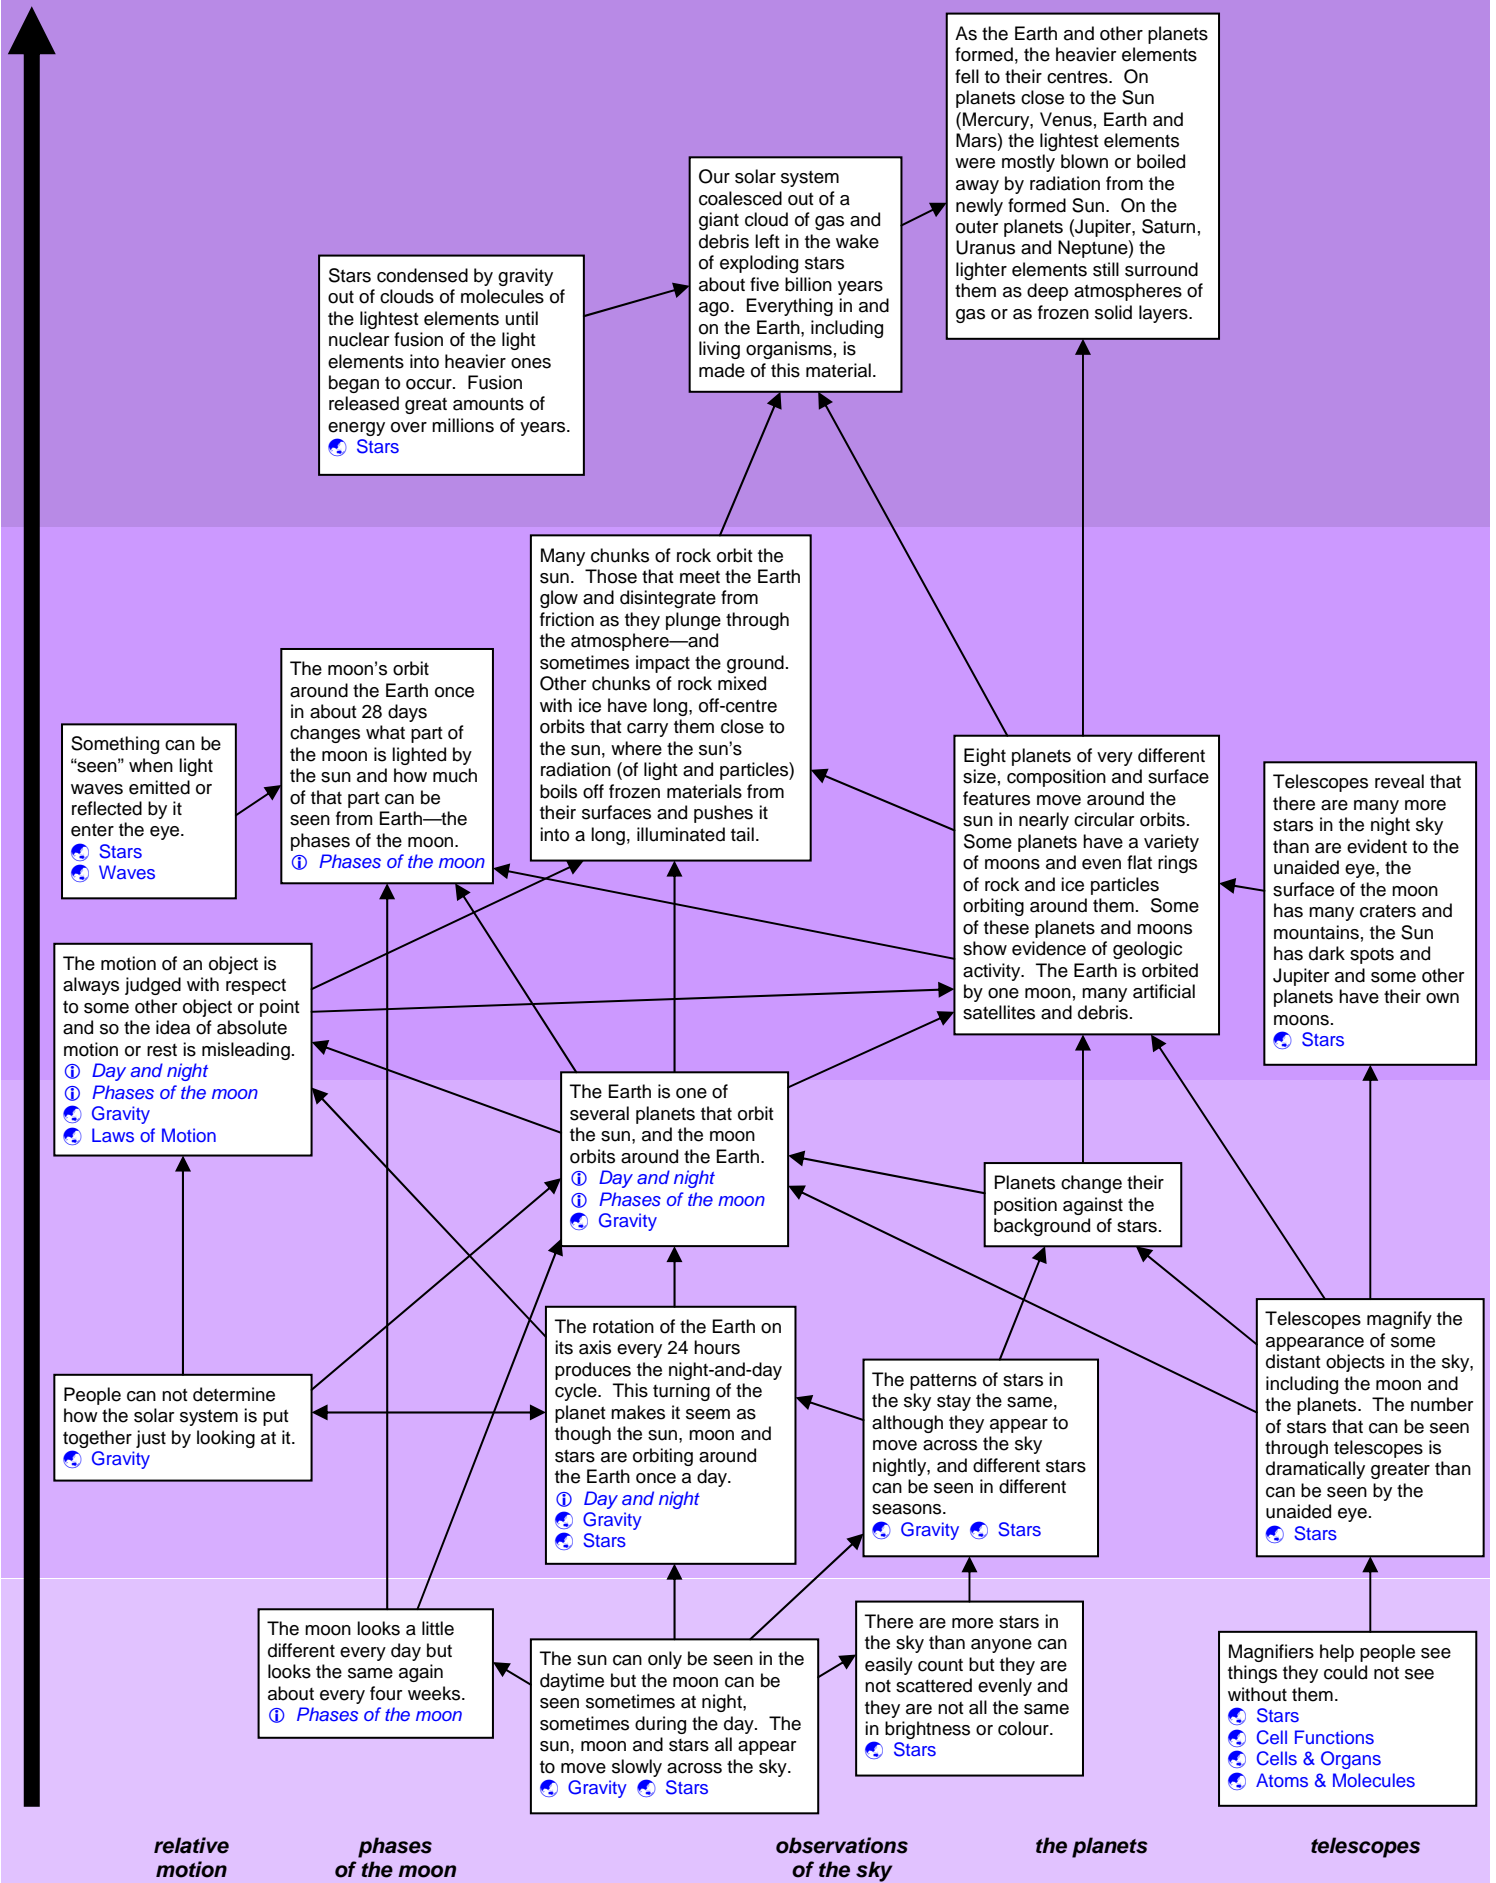 As the Earth and other planets
formed, the heavier elements
fell to their centres. On
planets close to the Sun
(Mercury, Venus, Earth and
Mars) the lightest elements
were mostly blown or boiled
away by radiation from the
newly formed Sun. On the
outer planets (Jupiter, Saturn,
Uranus and Neptune) the
lighter elements still surround
them as deep atmospheres of
gas or as frozen solid layers.
Our solar system
coalesced out of a
giant cloud of gas and
debris left in the wake
of exploding stars
about five billion years
ago. Everything in and
on the Earth, including
living organisms, is
made of this material.
Stars condensed by gravity
out of clouds of molecules of
the lightest elements until
nuclear fusion of the light
elements into heavier ones
began to occur. Fusion
released great amounts of
energy over millions of years.
Stars
Many chunks of rock orbit the
sun. Those that meet the Earth
glow and disintegrate from
friction as they plunge through
the atmosphere—and
sometimes impact the ground.
Other chunks of rock mixed
with ice have long, off-centre
orbits that carry them close to
the sun, where the sun's
radiation (of light and particles)
boils off frozen materials from
their surfaces and pushes it
into a long, illuminated tail.
The moon's orbit
around the Earth once
in about 28 days
changes what part of
the moon is lighted by
the sun and how much
of that part can be
seen from Earth—the
phases of the moon.
Phases of the moon
Something can be
“seen” when light
waves emitted or
reflected by it
enter the eye.
Stars
Waves
Eight planets of very different
size, composition and surface
features move around the
sun in nearly circular orbits.
Some planets have a variety
of moons and even flat rings
of rock and ice particles
orbiting around them. Some
of these planets and moons
show evidence of geologic
activity. The Earth is orbited
by one moon, many artificial
satellites and debris.
Telescopes reveal that
there are many more
stars in the night sky
than are evident to the
unaided eye, the
surface of the moon
has many craters and
mountains, the Sun
has dark spots and
Jupiter and some other
planets have their own
moons.
Stars
The motion of an object is
always judged with respect
to some other object or point
and so the idea of absolute
motion or rest is misleading.
Day and night
Phases of the moon
Gravity
Laws of Motion
The Earth is one of
several planets that orbit
the sun, and the moon
orbits around the Earth.
Day and night
Phases of the moon
Gravity
Planets change their
position against the
background of stars.
Telescopes magnify the
appearance of some
distant objects in the sky,
including the moon and
the planets. The number
of stars that can be seen
through telescopes is
dramatically greater than
can be seen by the
unaided eye.
Stars
The rotation of the Earth on
its axis every 24 hours
produces the night-and-day
cycle. This turning of the
planet makes it seem as
though the sun, moon and
stars are orbiting around
the Earth once a day.
Day and night
Gravity
Stars
The patterns of stars in
the sky stay the same,
although they appear to
move across the sky
nightly, and different stars
can be seen in different
seasons.
Gravity Stars
People can not determine
how the solar system is put
together just by looking at it.
Gravity
The moon looks a little
different every day but
looks the same again
about every four weeks.
Phases of the moon
The sun can only be seen in the
daytime but the moon can be
seen sometimes at night,
sometimes during the day. The
sun, moon and stars all appear
to move slowly across the sky.
Gravity Stars
There are more stars in
the sky than anyone can
easily count but they are
not scattered evenly and
they are not all the same
in brightness or colour.
Stars
Magnifiers help people see
things they could not see
without them.
Stars
Cell Functions
Cells & Organs
Atoms & Molecules
relative
motion
phases
of the moon
observations
of the sky
the planets
telescopes